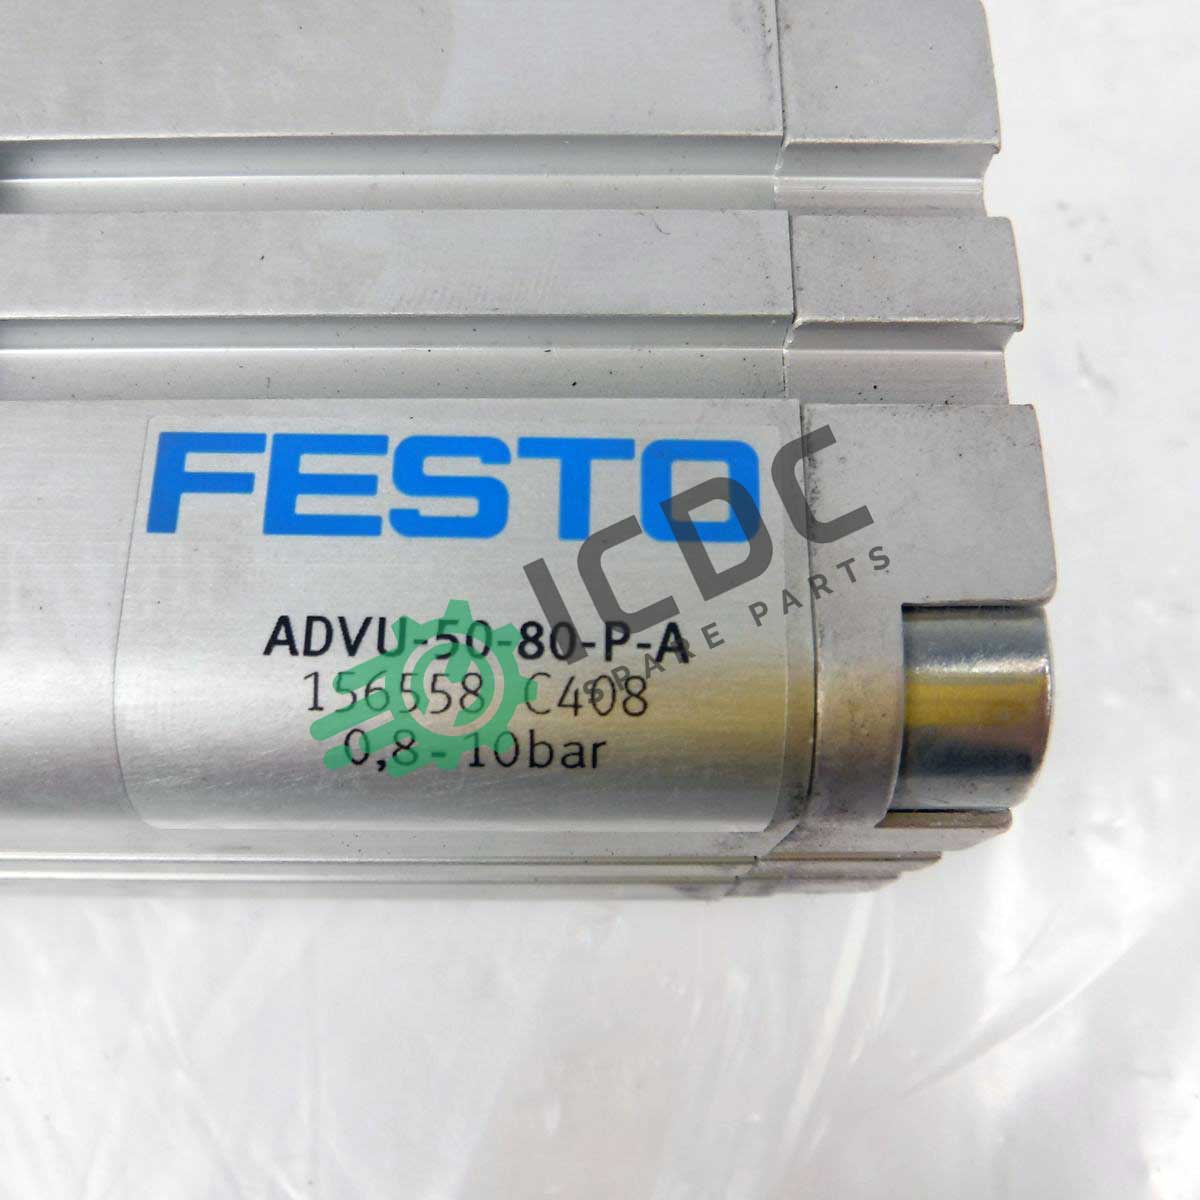 FESTO
ADVU-50-80-P-A
156558 C408
0,8-10bar
ICDC
SPARE PARTS